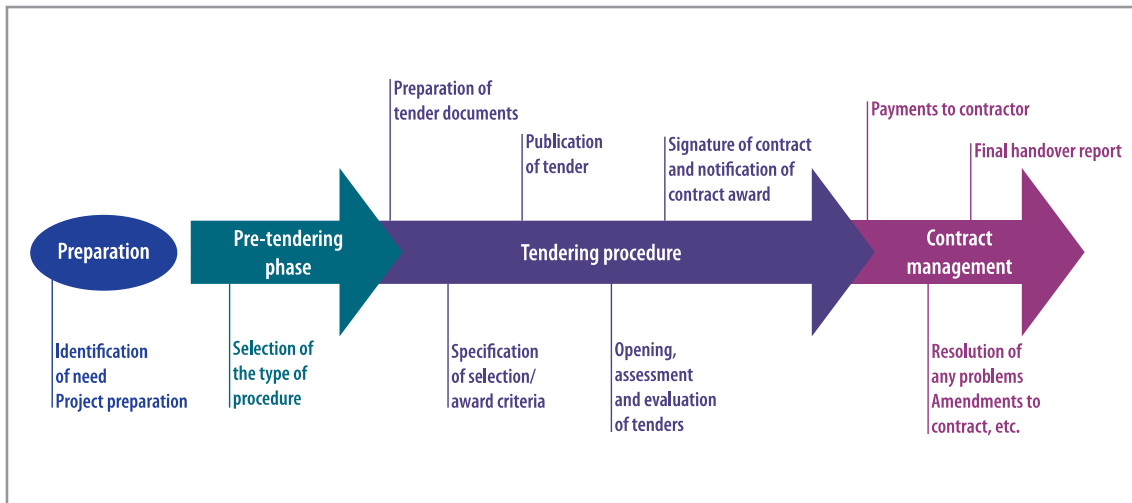 Preparation of
tender documents
Publication
of tender
Signature of contract
and notification of
contract award
Payments to contractor
Final handover report
Preparation
Pre-tendering
phase
Tendering procedure
Contract
management
Identification
of need
Project preparation
Selection of
the type of
procedure
Specification
of selection/
award criteria
Opening,
assessment
and evaluation
of tenders
Resolution of
any problems
Amendments to
contract, etc.